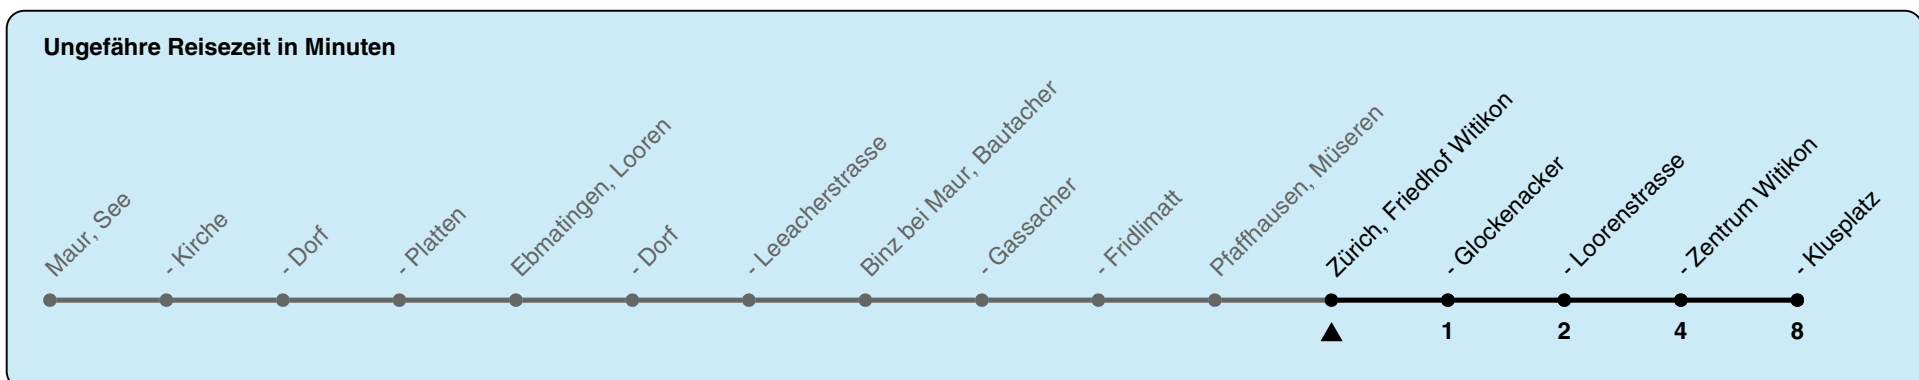 Ungefähre Reisezeit in Minuten
Maur, See
- Kirche
- Dorf
- Platten
Ebmatingen, Looren
- Dorf
- Leeacherstrasse
Binz bei Maur, Bautacher
- Gassacher
- Fridlimatt
Pfaffhausen, Müseren
Zürich, Friedhof Witikon
- Glockenacker
- Loorenstrasse
- Zentrum Witikon
- Klusplatz
1 2 4 8